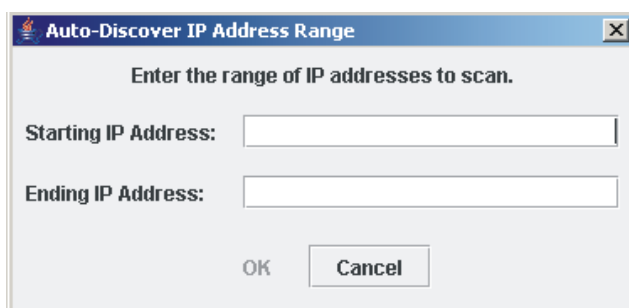 Auto-Discover IP Address Range
Enter the range of IP addresses to scan.
Starting IP Address:
Ending IP Address:
OK Cancel